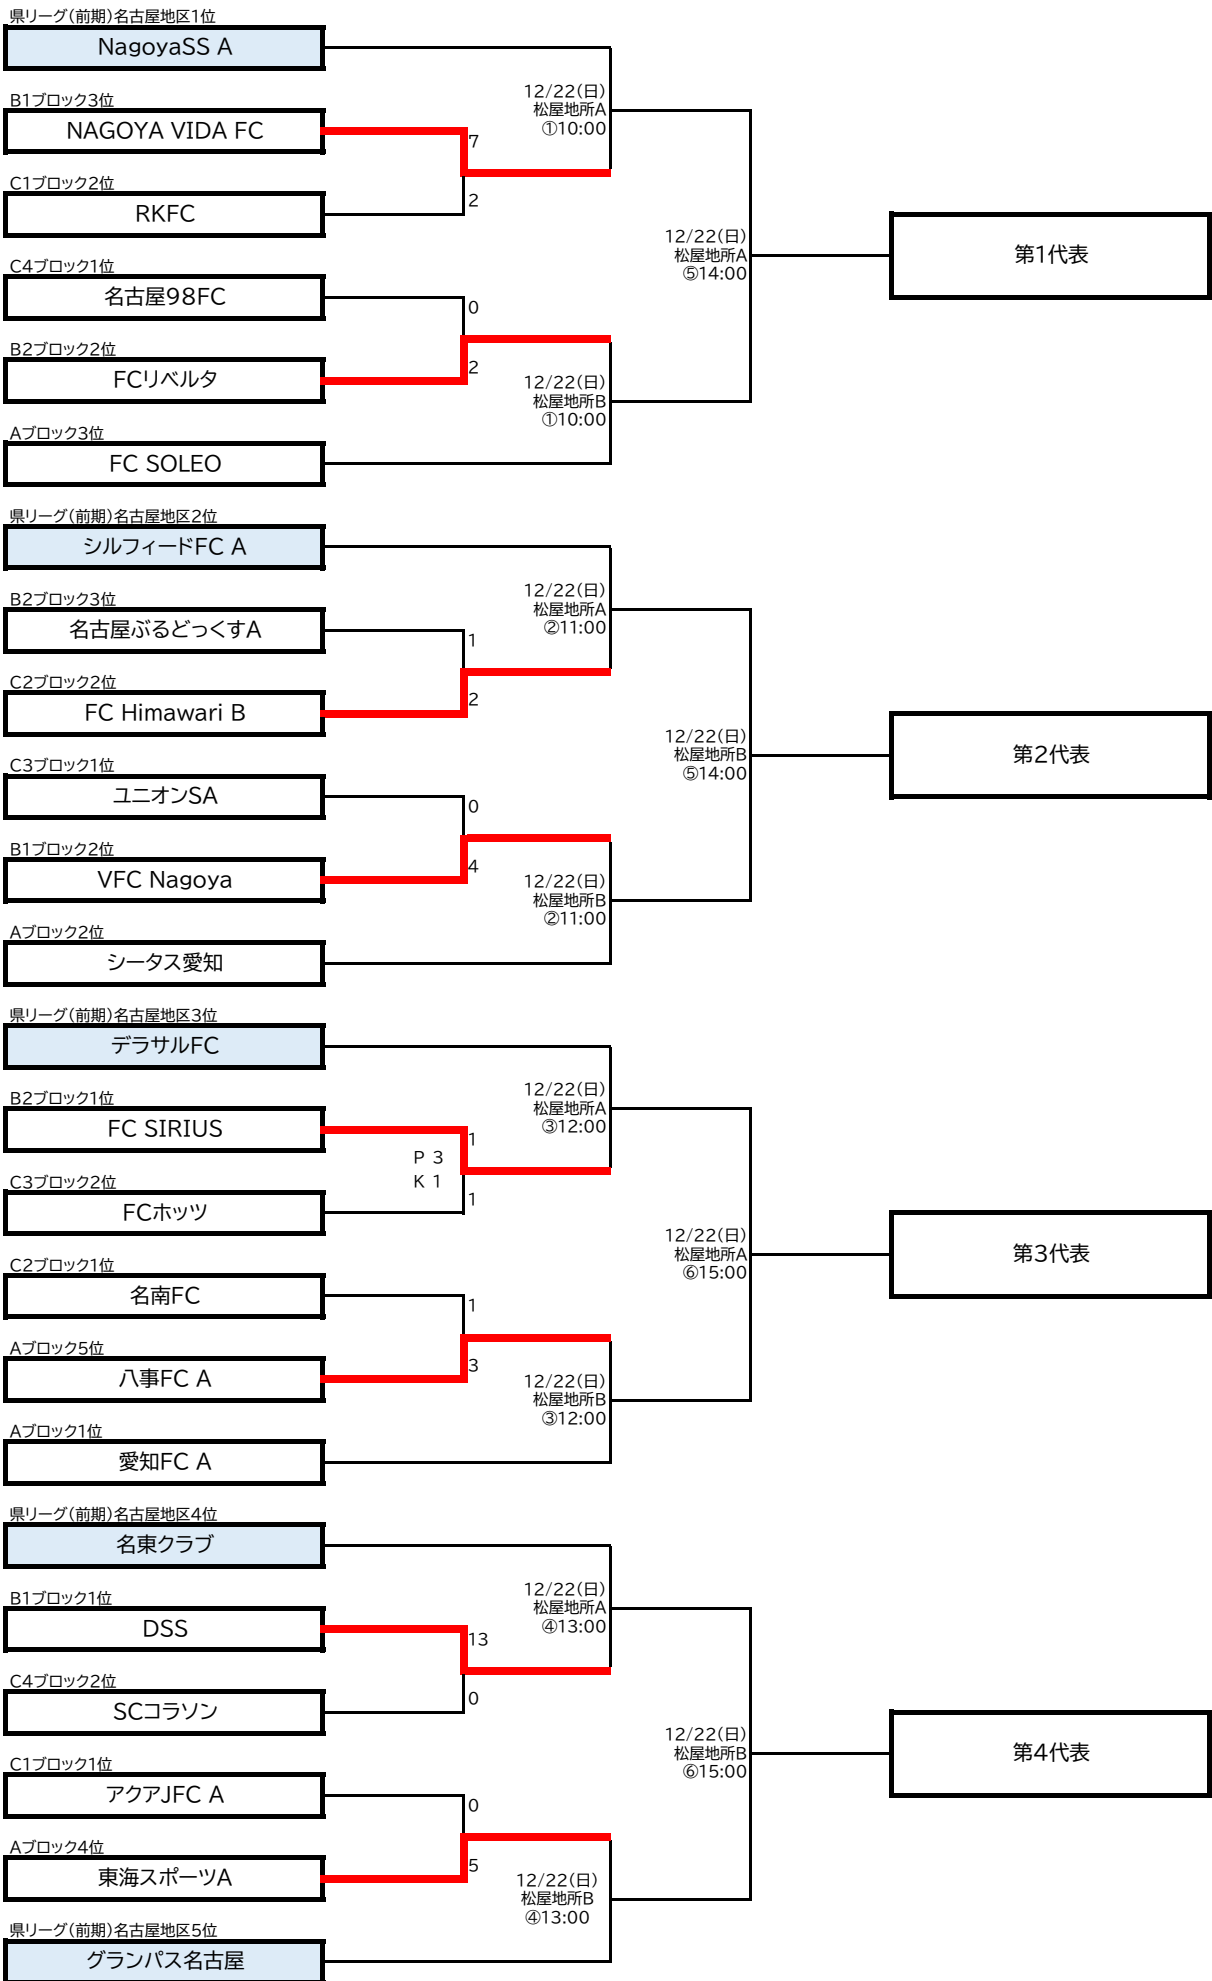 県リーグ(前期)名古屋地区1位
NagoyaSS A
B1ブロック3位
NAGOYA VIDA FC
C1ブロック2位
RKFC
7
2
12/22(日)
松屋地所A
①10:00
C4ブロック1位
名古屋98FC
B2ブロック2位
FCリベルタ
0
2
Aブロック3位
FC SOLEO
12/22(日)
松屋地所B
①10:00
12/22(日)
松屋地所A
⑤14:00
第1代表
県リーグ(前期)名古屋地区2位
シルフィードFC A
B2ブロック3位
名古屋ぶるどっくすA
C2ブロック2位
FC Himawari B
1
2
12/22(日)
松屋地所A
②11:00
C3ブロック1位
ユニオンSA
B1ブロック2位
VFC Nagoya
0
4
Aブロック2位
シータス愛知
12/22(日)
松屋地所B
②11:00
12/22(日)
松屋地所B
⑤14:00
第2代表
県リーグ(前期)名古屋地区3位
デラサルFC
B2ブロック1位
FC SIRIUS
C3ブロック2位
FCホッツ
1
P 3
K 1
1
12/22(日)
松屋地所A
③12:00
C2ブロック1位
名南FC
Aブロック5位
八事FC A
1
3
Aブロック1位
愛知FC A
12/22(日)
松屋地所B
③12:00
12/22(日)
松屋地所A
⑥15:00
第3代表
県リーグ(前期)名古屋地区4位
名東クラブ
B1ブロック1位
DSS
C4ブロック2位
SCコラソン
13
0
12/22(日)
松屋地所A
④13:00
C1ブロック1位
アクアJFC A
Aブロック4位
東海スポーツA
0
5
県リーグ(前期)名古屋地区5位
グランパス名古屋
12/22(日)
松屋地所B
④13:00
12/22(日)
松屋地所B
⑥15:00
第4代表